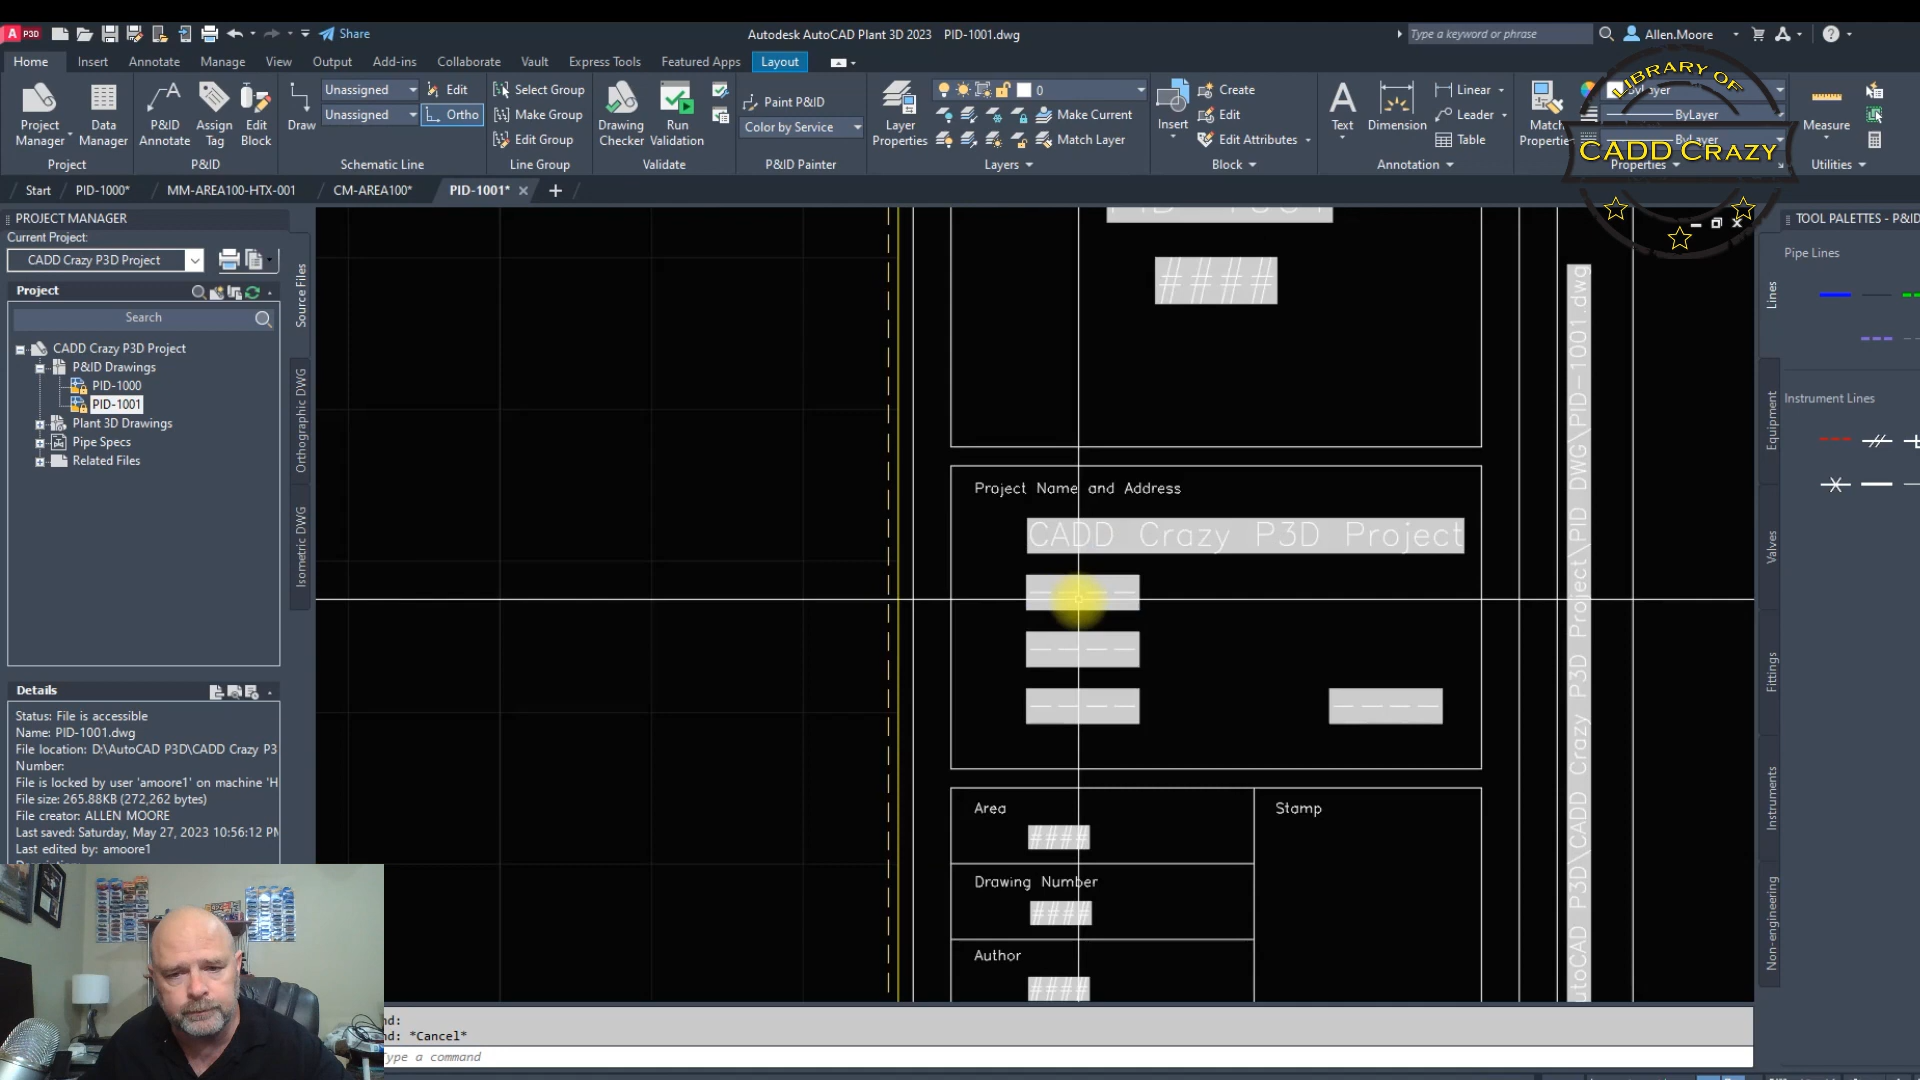 A P3D
Share
Autodesk AutoCAD Plant 3D 2023 PID-1001.dwg
Type a keyword or phrase
Allen.Moore
Home Insert Annotate Manage View Output Add-ins Collaborate Vault Express Tools Featured Apps Layout
Unassigned Edit
Unassigned Ortho
Select Group
Make Group
Edit Group
Paint P&ID
Color by Service
0
Make Current
Match Layer
Create
Edit
Edit Attributes
Linear
Leader
Table
ByLayer
ByLayer
ByLayer
Project Manager
Data Manager
P&ID Annotate
Assign Tag
Edit Block
Draw
Drawing Checker
Run Validation
Layer Properties
Insert
Text
Dimension
Match
Measure
Project P&ID Schematic Line Line Group Validate P&ID Painter Layers Block Annotation Properties Utilities
LIBRARY OF
CADD CRAZY
Start PID-1000* MM-AREA100-HTX-001 CM-AREA100* PID-1001*
PROJECT MANAGER
Current Project:
CADD Crazy P3D Project
Project
Search
CADD Crazy P3D Project
P&ID Drawings
PID-1000
PID-1001
Plant 3D Drawings
Pipe Specs
Related Files
Source Files
Orthographic DWG
Isometric DWG
Details
Status: File is accessible
Name: PID-1001.dwg
File location: D:\AutoCAD P3D\CADD Crazy P3
Number:
File is locked by user 'amoore1' on machine 'H
File size: 265.88KB (272,262 bytes)
File creator: ALLEN MOORE
Last saved: Saturday, May 27, 2023 10:56:12 PM
Last edited by: amoore1
####
Project Name and Address
CADD Crazy P3D Project
----
----
---- ----
Area
####
Drawing Number
####
Author
####
Stamp
utoCAD P3D\CADD Crazy P3D Project\PID DWG\PID-1001.dwg
TOOL PALETTES - P&ID
Pipe Lines
Instrument Lines
Lines
Equipment
Valves
Fittings
Instruments
Non-engineering
nd:
nd: *Cancel*
Type a command